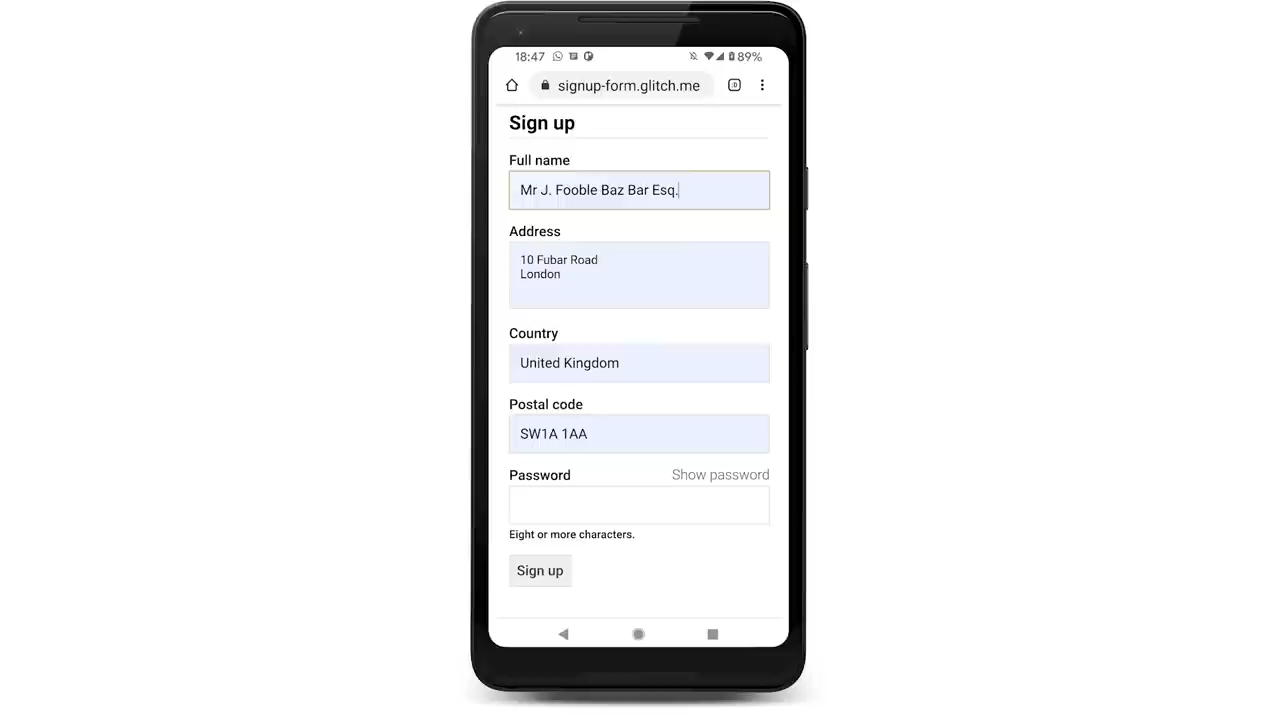 18:47 89%
signup-form.glitch.me :D
Sign up
Full name
Mr J. Fooble Baz Bar Esq.
Address
10 Fubar Road
London
Country
United Kingdom
Postal code
SW1A 1AA
Password Show password
Eight or more characters.
Sign up